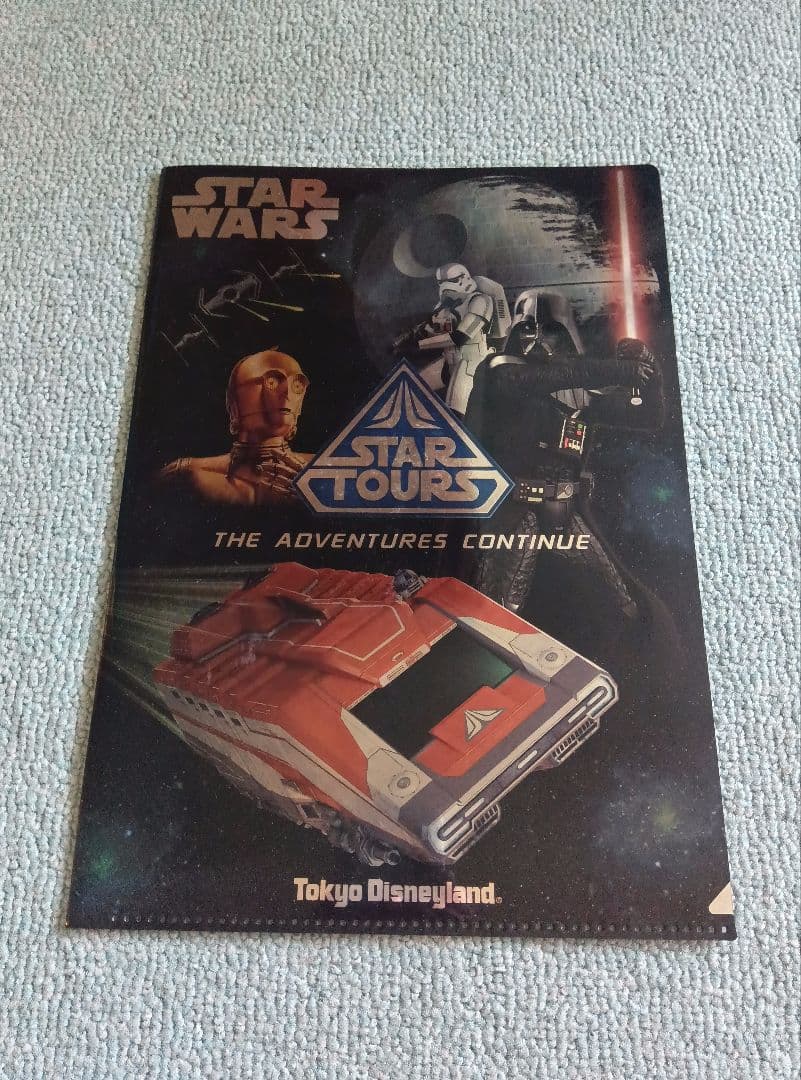 STAR
WARS
STAR
TOURS
THE ADVENTURES CONTINUE
Tokyo Disneyland®